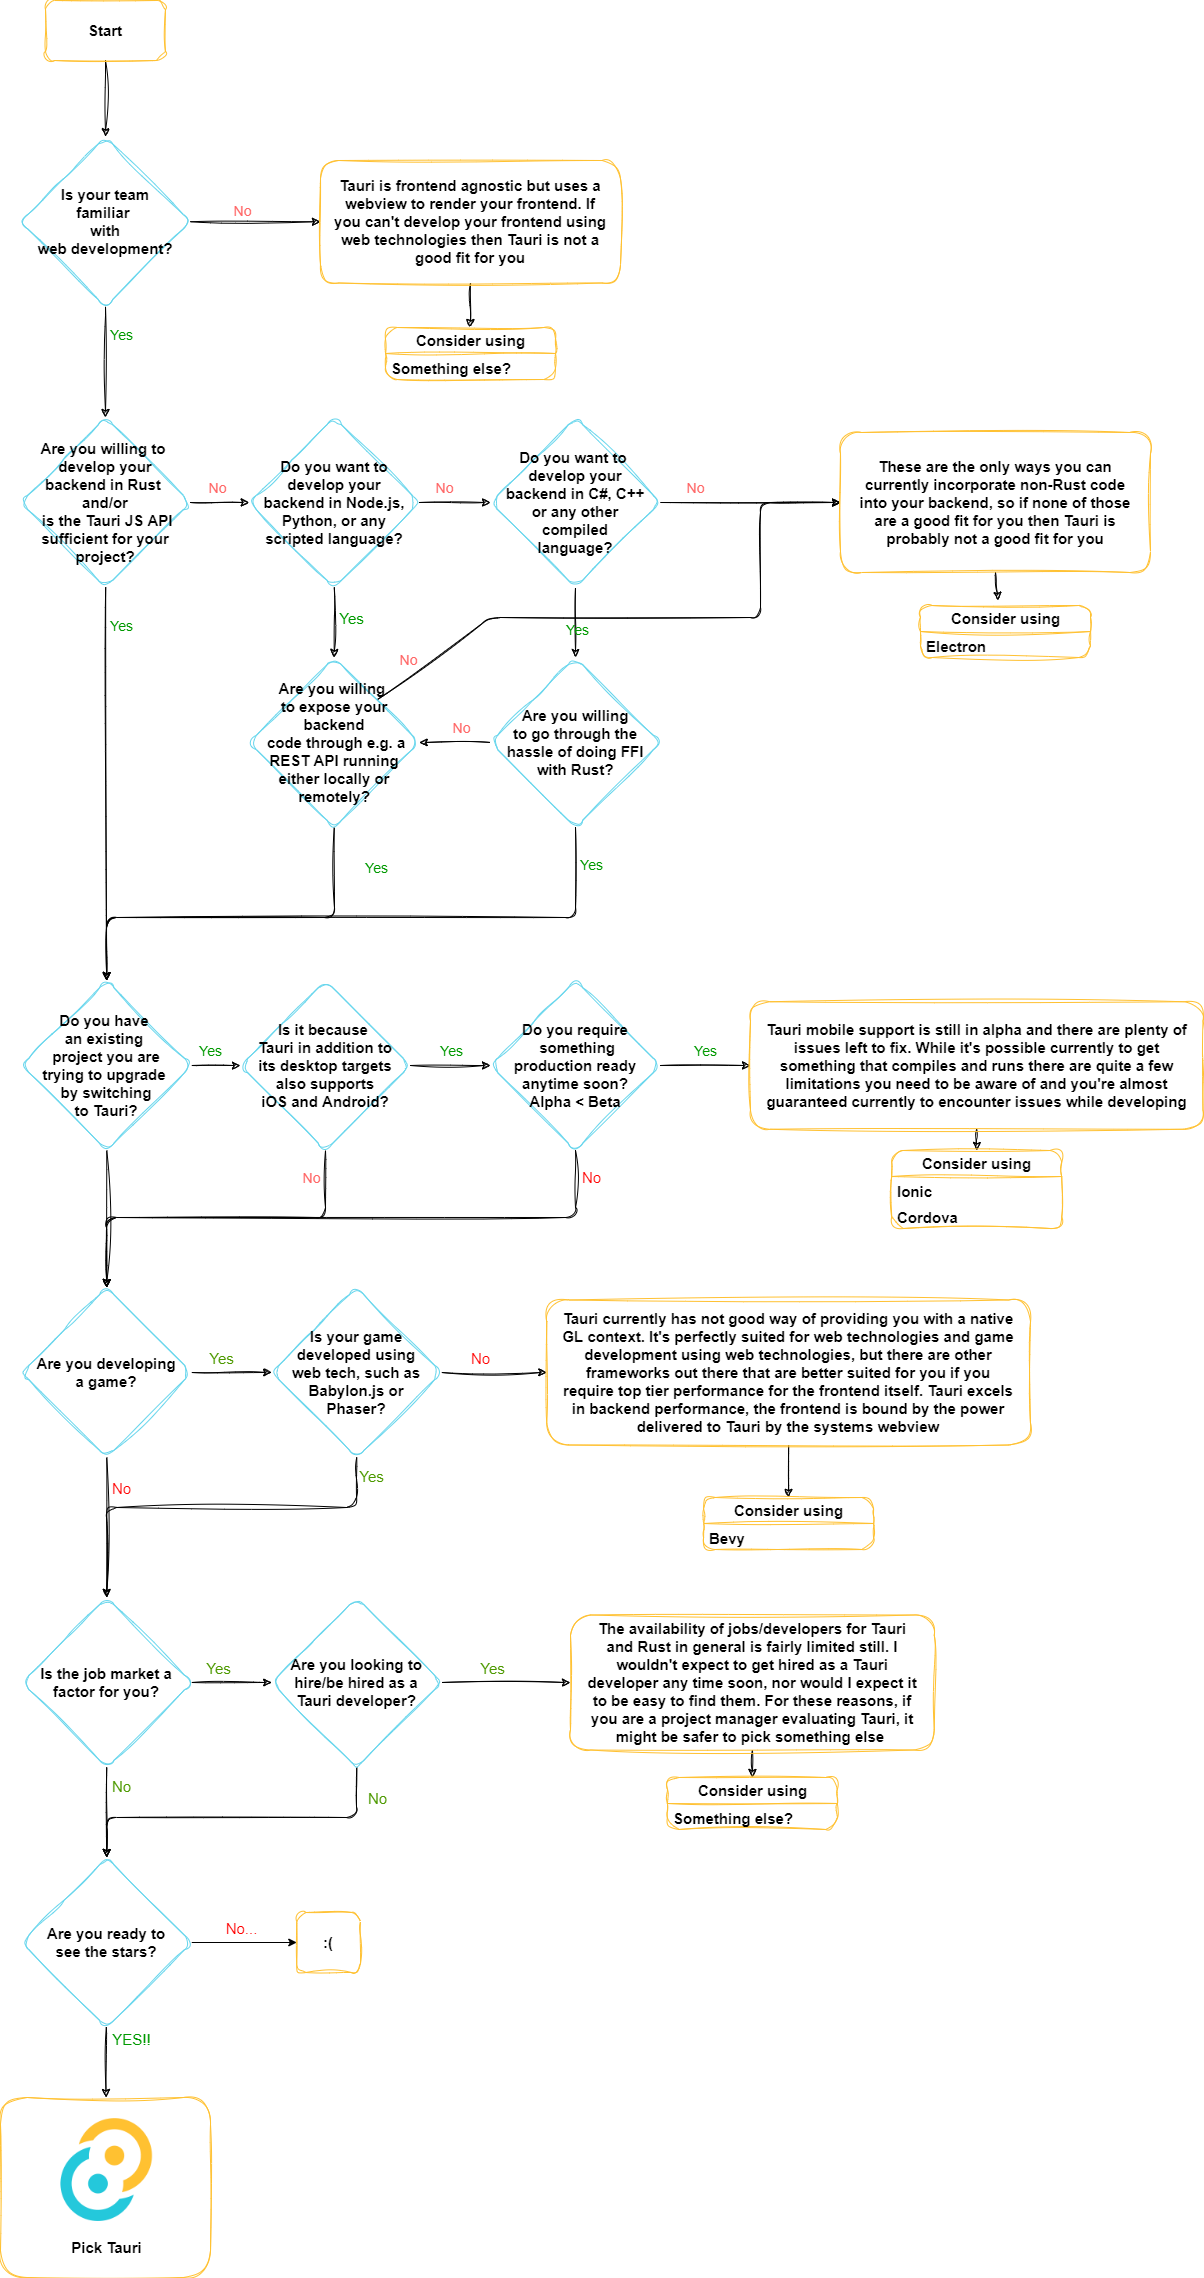 Start
Is your team
familiar
with
web development?
No
Tauri is frontend agnostic but uses a
webview to render your frontend. If
you can't develop your frontend using
web technologies then Tauri is not a
good fit for you
Consider using
Something else?
Yes
Are you willing to
develop your
backend in Rust
and/or
is the Tauri JS API
sufficient for your
project?
No
Do you want to
develop your
backend in Node.js,
Python, or any
scripted language?
No
Do you want to
develop your
backend in C#, C++
or any other
compiled
language?
No
These are the only ways you can
currently incorporate non-Rust code
into your backend, so if none of those
are a good fit for you then Tauri is
probably not a good fit for you
Consider using
Electron
Yes
Yes
Yes
No
Are you willing
to expose your
backend
code through e.g. a
REST API running
either locally or
remotely?
No
Are you willing
to go through the
hassle of doing FFI
with Rust?
Yes
Yes
Do you have
an existing
project you are
trying to upgrade
by switching
to Tauri?
Yes
Is it because
Tauri in addition to
its desktop targets
also supports
iOS and Android?
Yes
Do you require
something
production ready
anytime soon?
Alpha < Beta
Yes
Tauri mobile support is still in alpha and there are plenty of
issues left to fix. While it's possible currently to get
something that compiles and runs there are quite a few
limitations you need to be aware of and you're almost
guaranteed currently to encounter issues while developing
Consider using
Ionic
Cordova
No
No
Are you developing
a game?
Yes
Is your game
developed using
web tech, such as
Babylon.js or
Phaser?
No
Tauri currently has not good way of providing you with a native
GL context. It's perfectly suited for web technologies and game
development using web technologies, but there are other
frameworks out there that are better suited for you if you
require top tier performance for the frontend itself. Tauri excels
in backend performance, the frontend is bound by the power
delivered to Tauri by the systems webview
Consider using
Bevy
No
Yes
Is the job market a
factor for you?
Yes
Are you looking to
hire/be hired as a
Tauri developer?
Yes
The availability of jobs/developers for Tauri
and Rust in general is fairly limited still. I
wouldn't expect to get hired as a Tauri
developer any time soon, nor would I expect it
to be easy to find them. For these reasons, if
you are a project manager evaluating Tauri, it
might be safer to pick something else
Consider using
Something else?
No
No
Are you ready to
see the stars?
No...
:(
YES!!
Pick Tauri